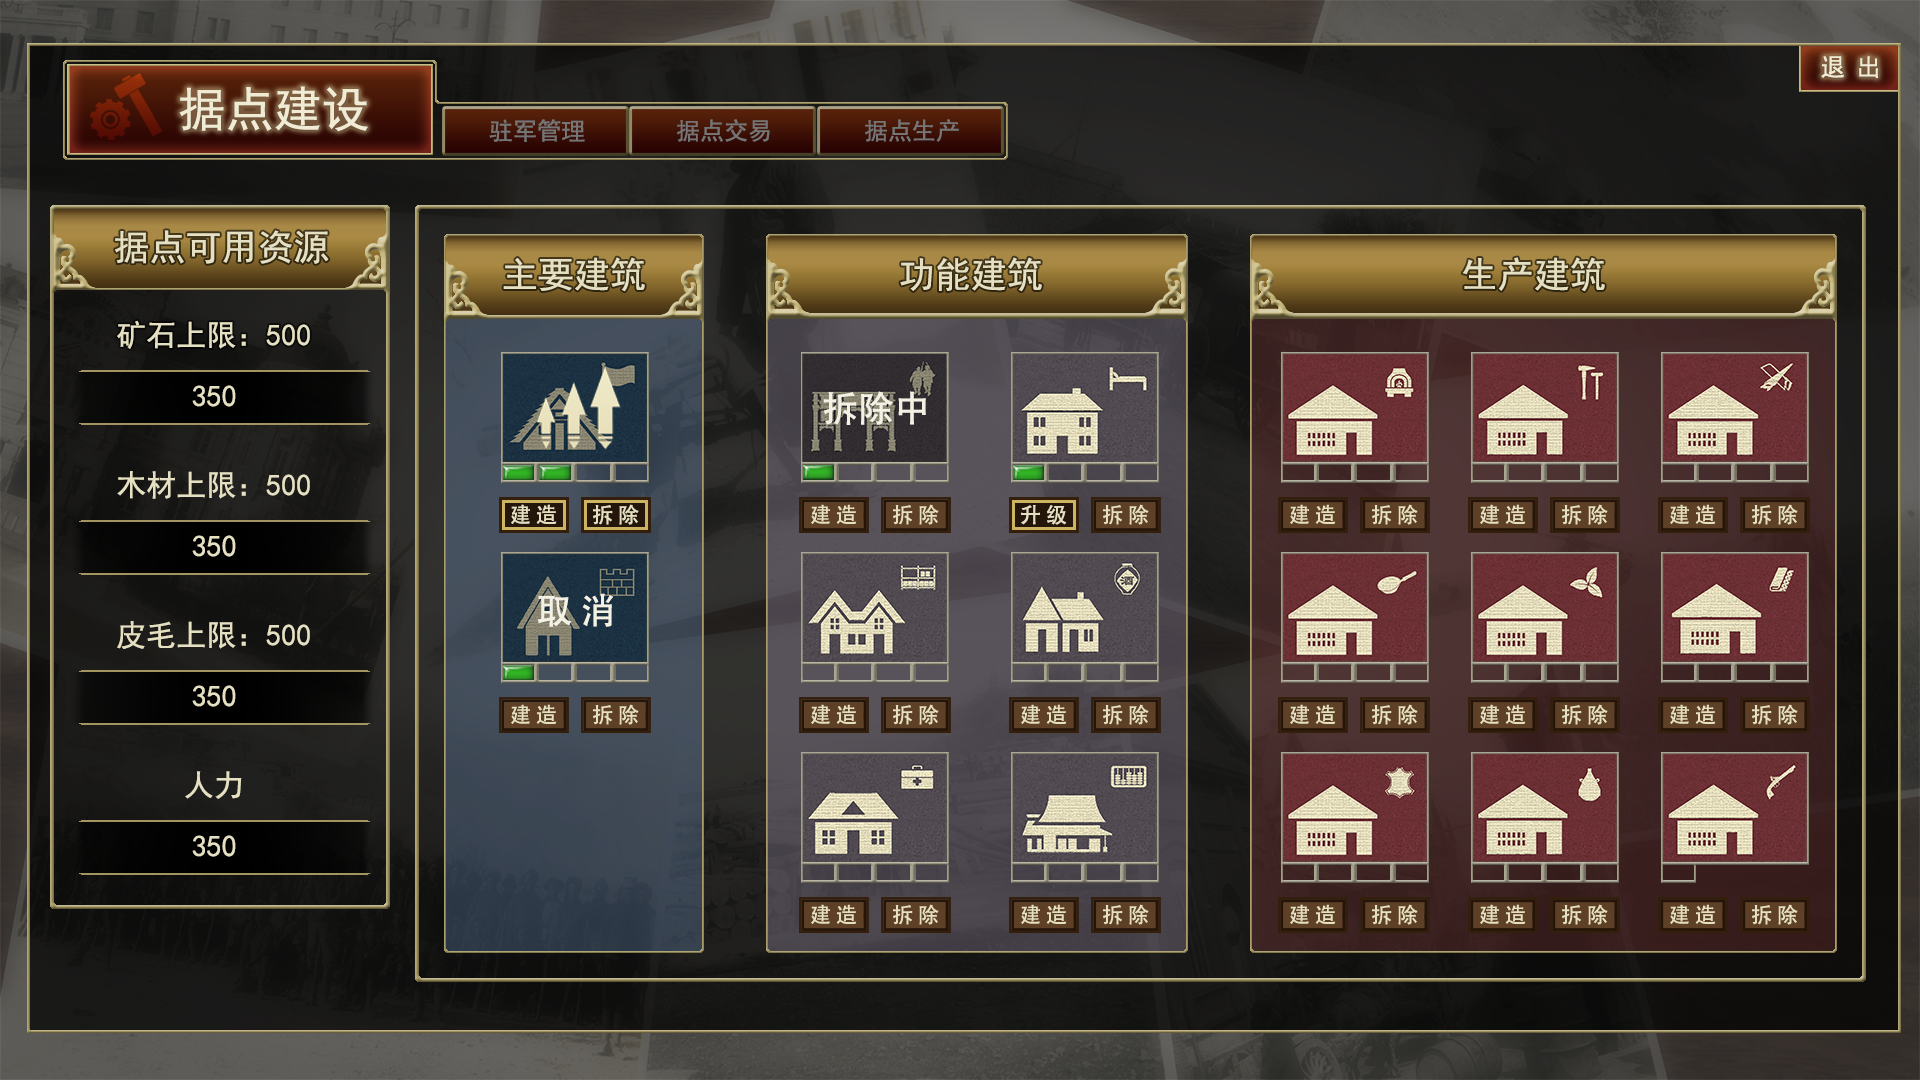 退出
据点建设
驻军管理
据点交易
据点生产
据点可用资源
矿石上限：500
350
木材上限：500
350
皮毛上限：500
350
人力
350
主要建筑
建造 拆除
取消
建造 拆除
功能建筑
拆除中
建造 拆除 升级 拆除
酒
建造 拆除 建造 拆除
建造 拆除 建造 拆除
生产建筑
建造 拆除 建造 拆除 建造 拆除
建造 拆除 建造 拆除 建造 拆除
建造 拆除 建造 拆除 建造 拆除